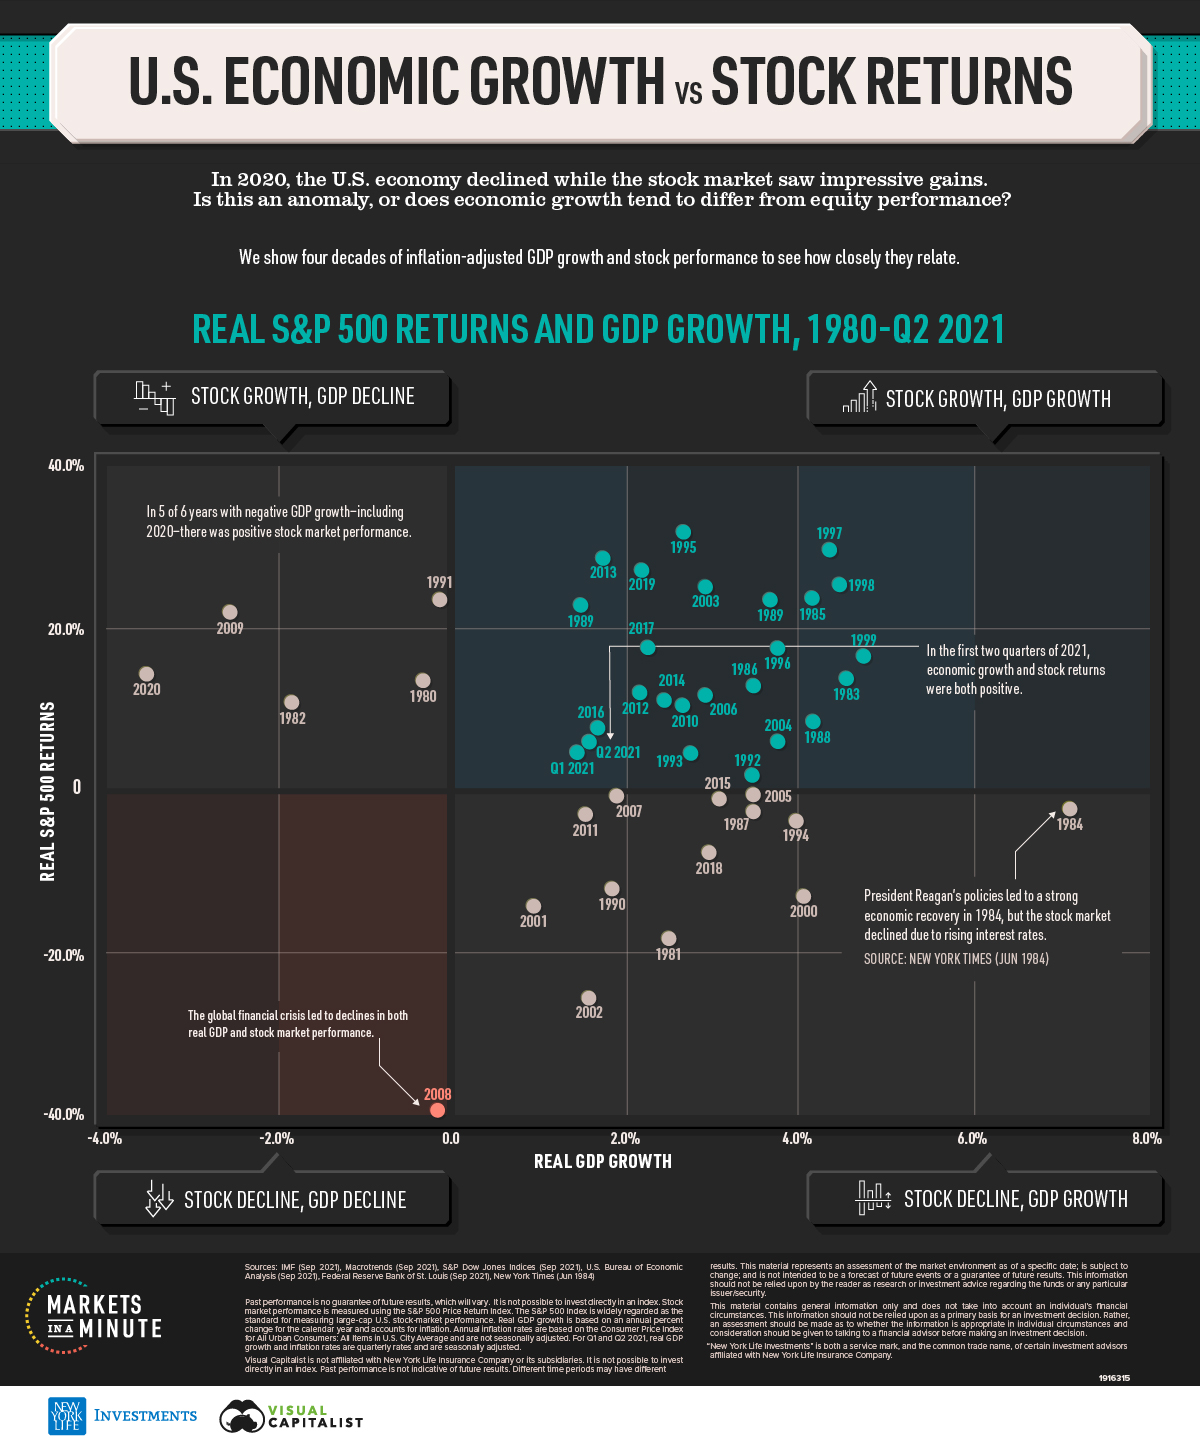 U.S. ECONOMIC GROWTH VS STOCK RETURNS
In 2020, the U.S. economy declined while the stock market saw impressive gains.
Is this an anomaly, or does economic growth tend to differ from equity performance?
We show four decades of inflation-adjusted GDP growth and stock performance to see how closely they relate.
REAL S&P 500 RETURNS AND GDP GROWTH, 1980-Q2 2021
STOCK GROWTH, GDP DECLINE
STOCK GROWTH, GDP GROWTH
40.0%
20.0%
0
-20.0%
-40.0%
REAL S&P 500 RETURNS
In 5 of 6 years with negative GDP growth–including
2020–there was positive stock market performance.
1991
2009
2020
1982
1980
1995
1997
2013
2019
1998
2003
1989
1989
1985
2017
1999
1996
1986
2014
1983
2012
2010
2006
2016
2004
1988
Q2 2021
Q1 2021
1993
1992
In the first two quarters of 2021,
economic growth and stock returns
were both positive.
2015
2005
2007
1987
2011
1994
1984
2018
1990
2000
2001
1981
2002
President Reagan's policies led to a strong
economic recovery in 1984, but the stock market
declined due to rising interest rates.
SOURCE: NEW YORK TIMES (JUN 1984)
The global financial crisis led to declines in both
real GDP and stock market performance.
2008
-4.0%
-2.0%
0.0
2.0%
4.0%
6.0%
8.0%
REAL GDP GROWTH
STOCK DECLINE, GDP DECLINE
STOCK DECLINE, GDP GROWTH
MARKETS
IN A MINUTE
Sources: IMF (Sep 2021), Macrotrends (Sep 2021), S&P Dow Jones Indices (Sep 2021), U.S. Bureau of Economic
Analysis (Sep 2021), Federal Reserve Bank of St. Louis (Sep 2021), New York Times (Jun 1984)
Past performance is no guarantee of future results, which will vary. It is not possible to invest directly in an index. Stock
market performance is measured using the S&P 500 Price Return Index. The S&P 500 Index is widely regarded as the
standard for measuring large-cap U.S. stock-market performance. Real GDP growth is based on an annual percent
change for the calendar year and accounts for inflation. Annual inflation rates are based on the Consumer Price Index
for All Urban Consumers: All Items in U.S. City Average and are not seasonally adjusted. For Q1 and Q2 2021, real GDP
growth and inflation rates are quarterly rates and are seasonally adjusted.
Visual Capitalist is not affiliated with New York Life Insurance Company or its subsidiaries. It is not possible to invest
directly in an index. Past performance is not indicative of future results. Different time periods may have different
results. This material represents an assessment of the market environment as of a specific date; is subject to
change; and is not intended to be a forecast of future events or a guarantee of future results. This information
should not be relied upon by the reader as research or investment advice regarding the funds or any particular
issuer/security.
This material contains general information only and does not take into account an individual's financial
circumstances. This information should not be relied upon as a primary basis for an investment decision. Rather,
an assessment should be made as to whether the information is appropriate in individual circumstances and
consideration should be given to talking to a financial advisor before making an investment decision.
"New York Life Investments" is both a service mark, and the common trade name, of certain investment advisors
affiliated with New York Life Insurance Company.
1916315
NEW
YORK
LIFE
INVESTMENTS
VISUAL
CAPITALIST